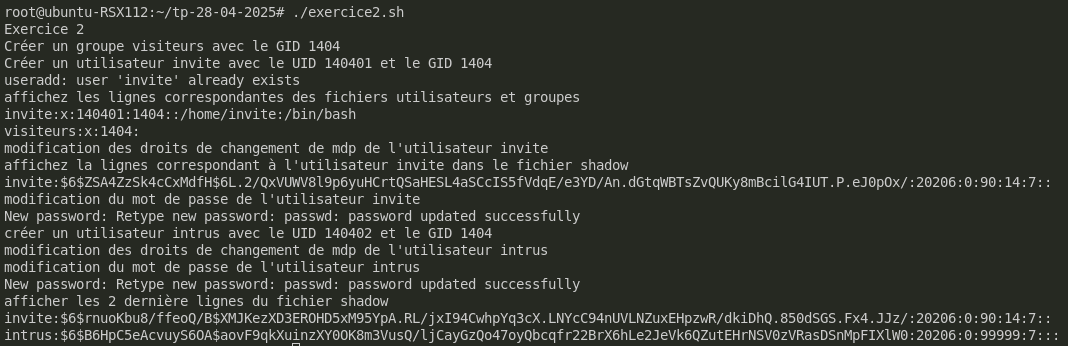 root@ubuntu-RSX112:~/tp-28-04-2025# ./exercice2.sh
Exercice 2
Créer un groupe visiteurs avec le GID 1404
Créer un utilisateur invite avec le UID 140401 et le GID 1404
useradd: user 'invite' already exists
affichez les lignes correspondantes des fichiers utilisateurs et groupes
invite:x:140401:1404::/home/invite:/bin/bash
visiteurs:x:1404:
modification des droits de changement de mdp de l'utilisateur invite
affichez la lignes correspondant à l'utilisateur invite dans le fichier shadow
invite:$6$ZSA4ZzSk4cCxMdfH$6L.2/QxVUWV8l9p6yuHCrtQSaHESL4aSCcIS5fVdqE/e3YD/An.dGtqWBTsZvQUKy8mBcilG4IUT.P.eJ0pOx/:20206:0:90:14:7::
modification du mot de passe de l'utilisateur invite
New password: Retype new password: passwd: password updated successfully
créer un utilisateur intrus avec le UID 140402 et le GID 1404
modification des droits de changement de mdp de l'utilisateur intrus
modification du mot de passe de l'utilisateur intrus
New password: Retype new password: passwd: password updated successfully
afficher les 2 dernière lignes du fichier shadow
invite:$6$rnuoKbu8/ffeoQ/B$XMJKezXD3EROHD5xM95YpA.RL/jxI94CwhpYq3cX.LNYcC94nUVLNZuxEHpzwR/dkiDhQ.850dSGS.Fx4.JJz/:20206:0:90:14:7::
intrus:$6$B6HpC5eAcvuyS6OA$aovF9qkXuinzXY0OK8m3VusQ/ljCayGzQo47oyQbcqfr22BrX6hLe2JeVk6QZutEHrNSV0zVRasDSnMpFIXlW0:20206:0:99999:7:::